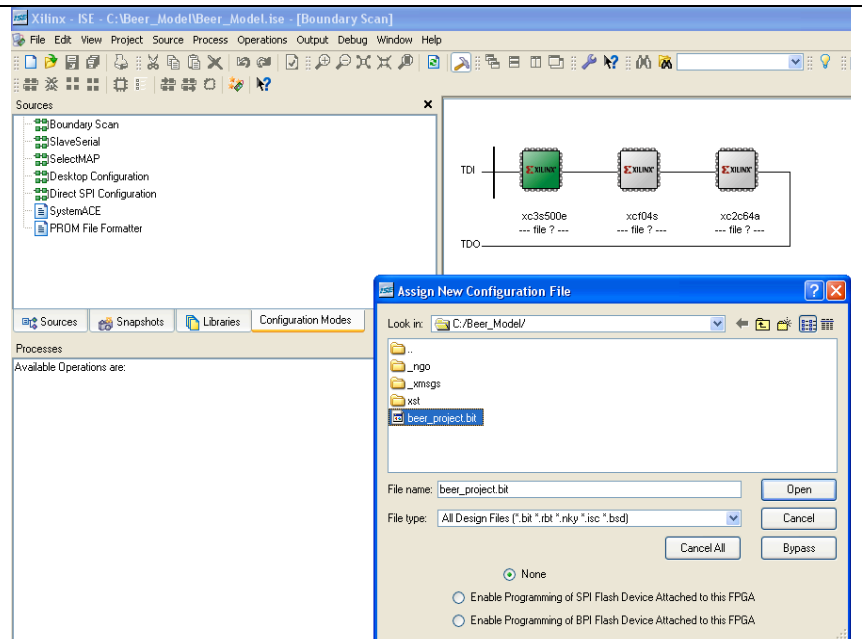 Xilinx - ISE - C:\Beer_Model\Beer_Model.ise - [Boundary Scan]
File Edit View Project Source Process Operations Output Debug Window Help
Sources
Boundary Scan
SlaveSerial
SelectMAP
Desktop Configuration
Direct SPI Configuration
SystemACE
PROM File Formatter
TDI
XILINX XILINX XILINX
xc3s500e xcf04s xc2c64a
--- file ? --- --- file ? --- --- file ? ---
TDO
Sources Snapshots Libraries Configuration Modes
Processes
Available Operations are:
ISE Assign New Configuration File
Look in: C:/Beer_Model/
..
_ngo
_xmsgs
xst
beer_project.bit
File name: beer_project.bit Open
File type: All Design Files (*.bit *.rbt *.nky *.isc *.bsd) Cancel
Cancel All Bypass
None
Enable Programming of SPI Flash Device Attached to this FPGA
Enable Programming of BPI Flash Device Attached to this FPGA